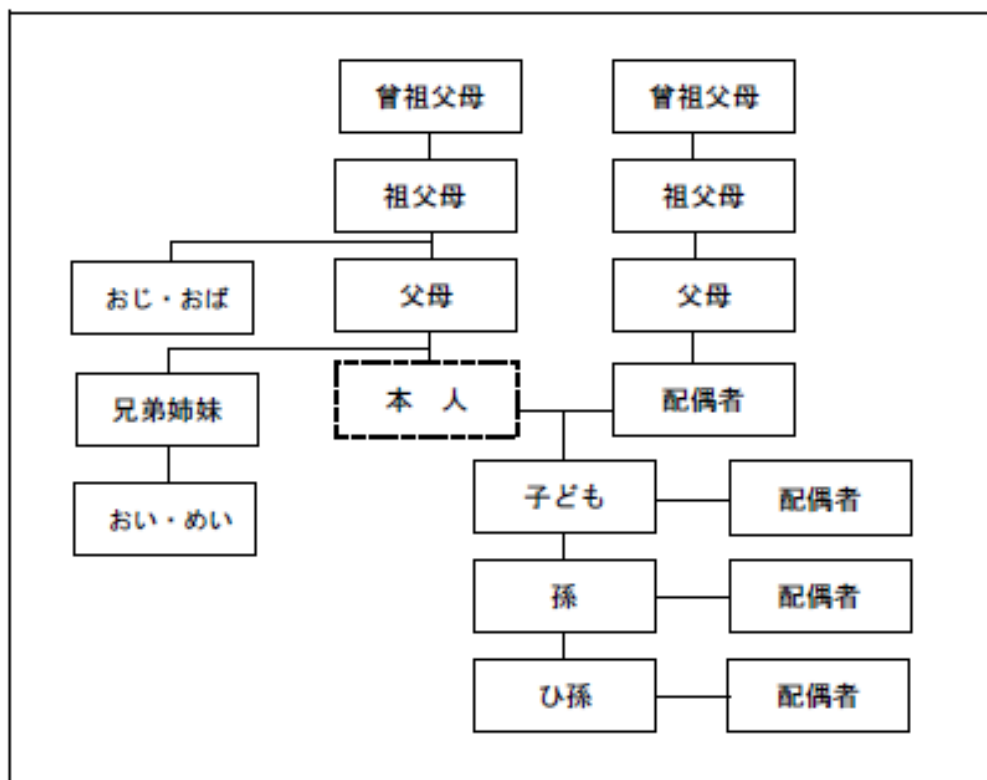 曾祖父母
曾祖父母
祖父母
祖父母
おじ・おば
父母
父母
兄弟姉妹
本　人
配偶者
おい・めい
子ども
配偶者
孫
配偶者
ひ孫
配偶者